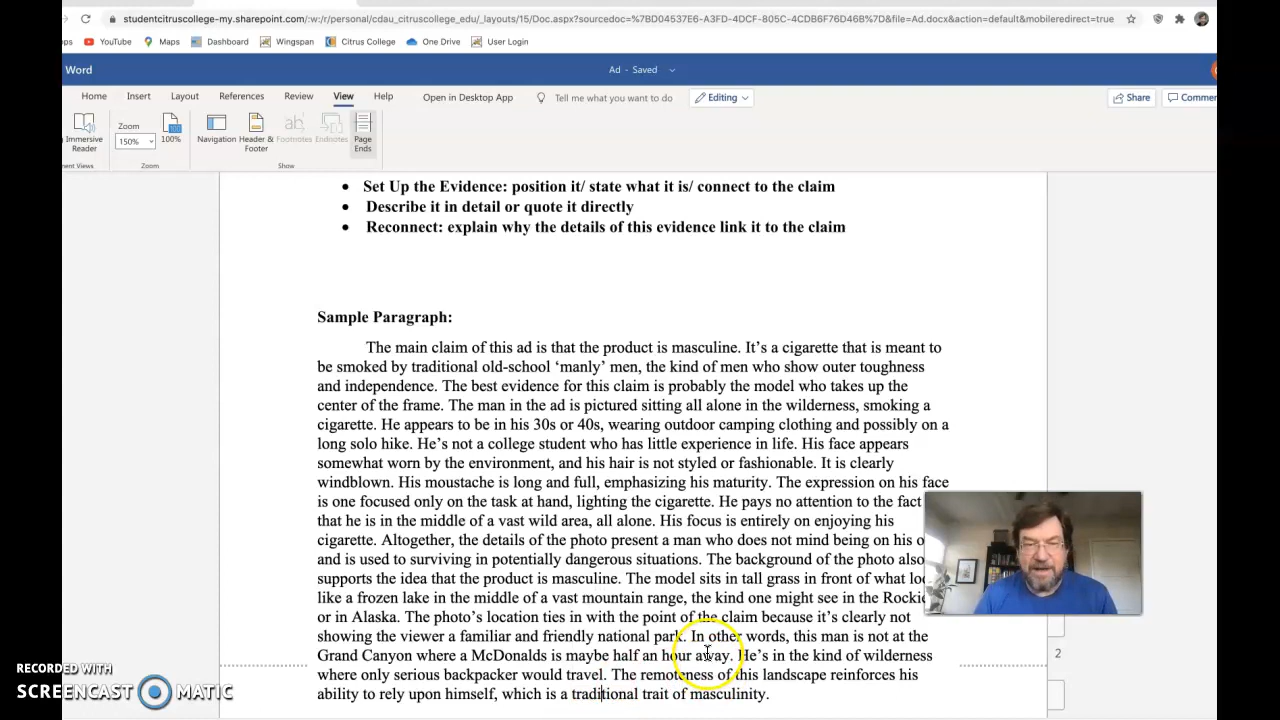 studentcitruscollege-my.sharepoint.com/:w:/r/personal/cdau_citruscollege_edu/_layouts/15/Doc.aspx?sourcedoc=%7BD04537E6-A3FD-4DCF-805C-4CDB6F76D46B%7D&file=Ad.docx&action=default&mobileredirect=true
YouTube Maps Dashboard Wingspan Citrus College One Drive User Login
Word Ad - Saved
Home Insert Layout References Review View Help Open in Desktop App Tell me what you want to do Editing Share Commen
Immersive Reader Zoom 150% 100% Navigation Header & Footer Footnotes Endnotes Page Ends
ment Views Zoom Show
• Set Up the Evidence: position it/ state what it is/ connect to the claim
• Describe it in detail or quote it directly
• Reconnect: explain why the details of this evidence link it to the claim
Sample Paragraph:
The main claim of this ad is that the product is masculine. It’s a cigarette that is meant to
be smoked by traditional old-school ‘manly’ men, the kind of men who show outer toughness
and independence. The best evidence for this claim is probably the model who takes up the
center of the frame. The man in the ad is pictured sitting all alone in the wilderness, smoking a
cigarette. He appears to be in his 30s or 40s, wearing outdoor camping clothing and possibly on a
long solo hike. He’s not a college student who has little experience in life. His face appears
somewhat worn by the environment, and his hair is not styled or fashionable. It is clearly
windblown. His moustache is long and full, emphasizing his maturity. The expression on his face
is one focused only on the task at hand, lighting the cigarette. He pays no attention to the fact
that he is in the middle of a vast wild area, all alone. His focus is entirely on enjoying his
cigarette. Altogether, the details of the photo present a man who does not mind being on his o
and is used to surviving in potentially dangerous situations. The background of the photo also
supports the idea that the product is masculine. The model sits in tall grass in front of what loo
like a frozen lake in the middle of a vast mountain range, the kind one might see in the Rockie
or in Alaska. The photo’s location ties in with the point of the claim because it’s clearly not
showing the viewer a familiar and friendly national park. In other words, this man is not at the
Grand Canyon where a McDonalds is maybe half an hour away. He’s in the kind of wilderness
where only serious backpacker would travel. The remoteness of this landscape reinforces his
ability to rely upon himself, which is a traditional trait of masculinity.
2
RECORDED WITH
SCREENCAST MATIC